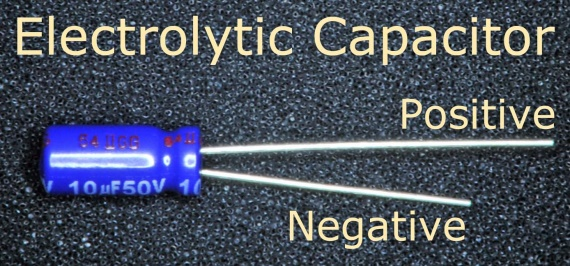 Electrolytic Capacitor
Positive
10µF50V
Negative